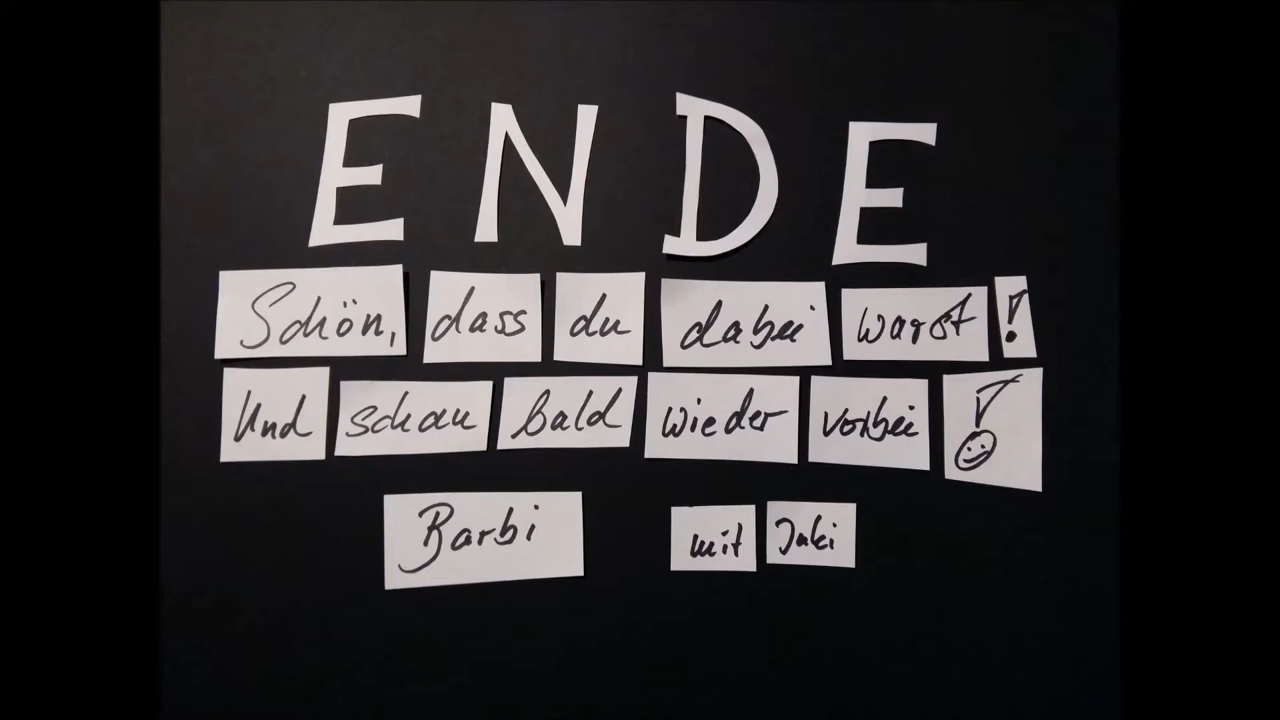 ENDE
Schön, dass du dabei warst!
Und schau bald wieder vorbei!
Barbi mit Jaki